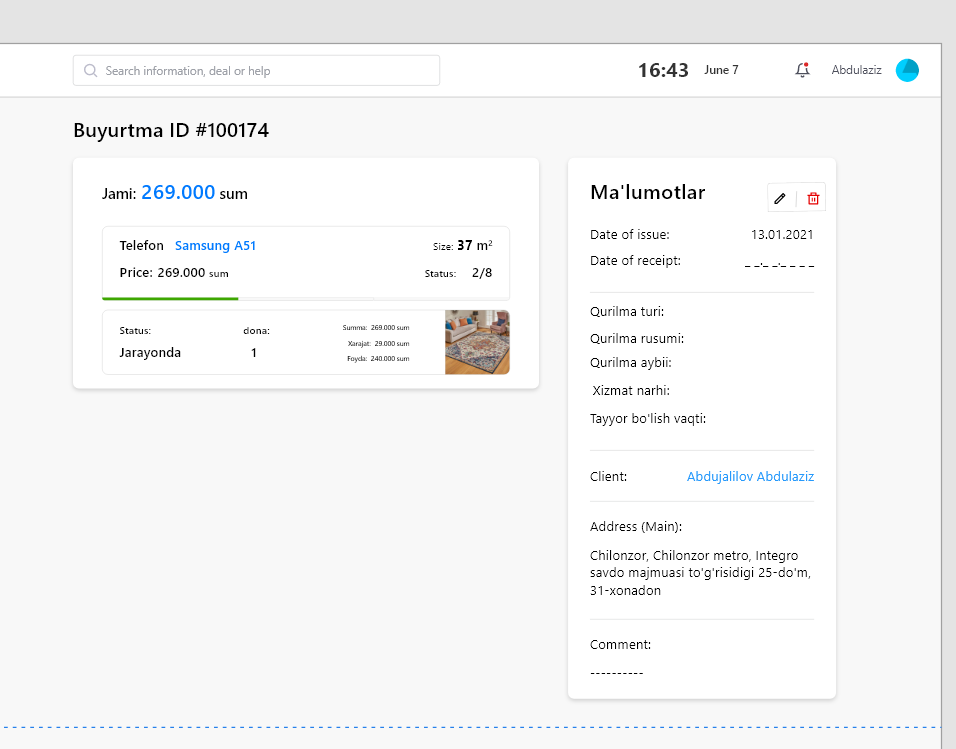 Search information, deal or help
16:43 June 7 Abdulaziz
Buyurtma ID #100174
Jami: 269.000 sum
Telefon Samsung A51 Size: 37 m²
Price: 269.000 sum Status: 2/8
Status: dona:
Jarayonda 1
Summa: 269.000 sum
Xarajat: 29.000 sum
Foyda: 240.000 sum
Ma'lumotlar
Date of issue: 13.01.2021
Date of receipt: _ _._ _._ _ _ _
Qurilma turi:
Qurilma rusumi:
Qurilma aybii:
Xizmat narhi:
Tayyor bo'lish vaqti:
Client: Abdujalilov Abdulaziz
Address (Main):
Chilonzor, Chilonzor metro, Integro
savdo majmuasi to'g'risidigi 25-do'm,
31-xonadon
Comment:
----------